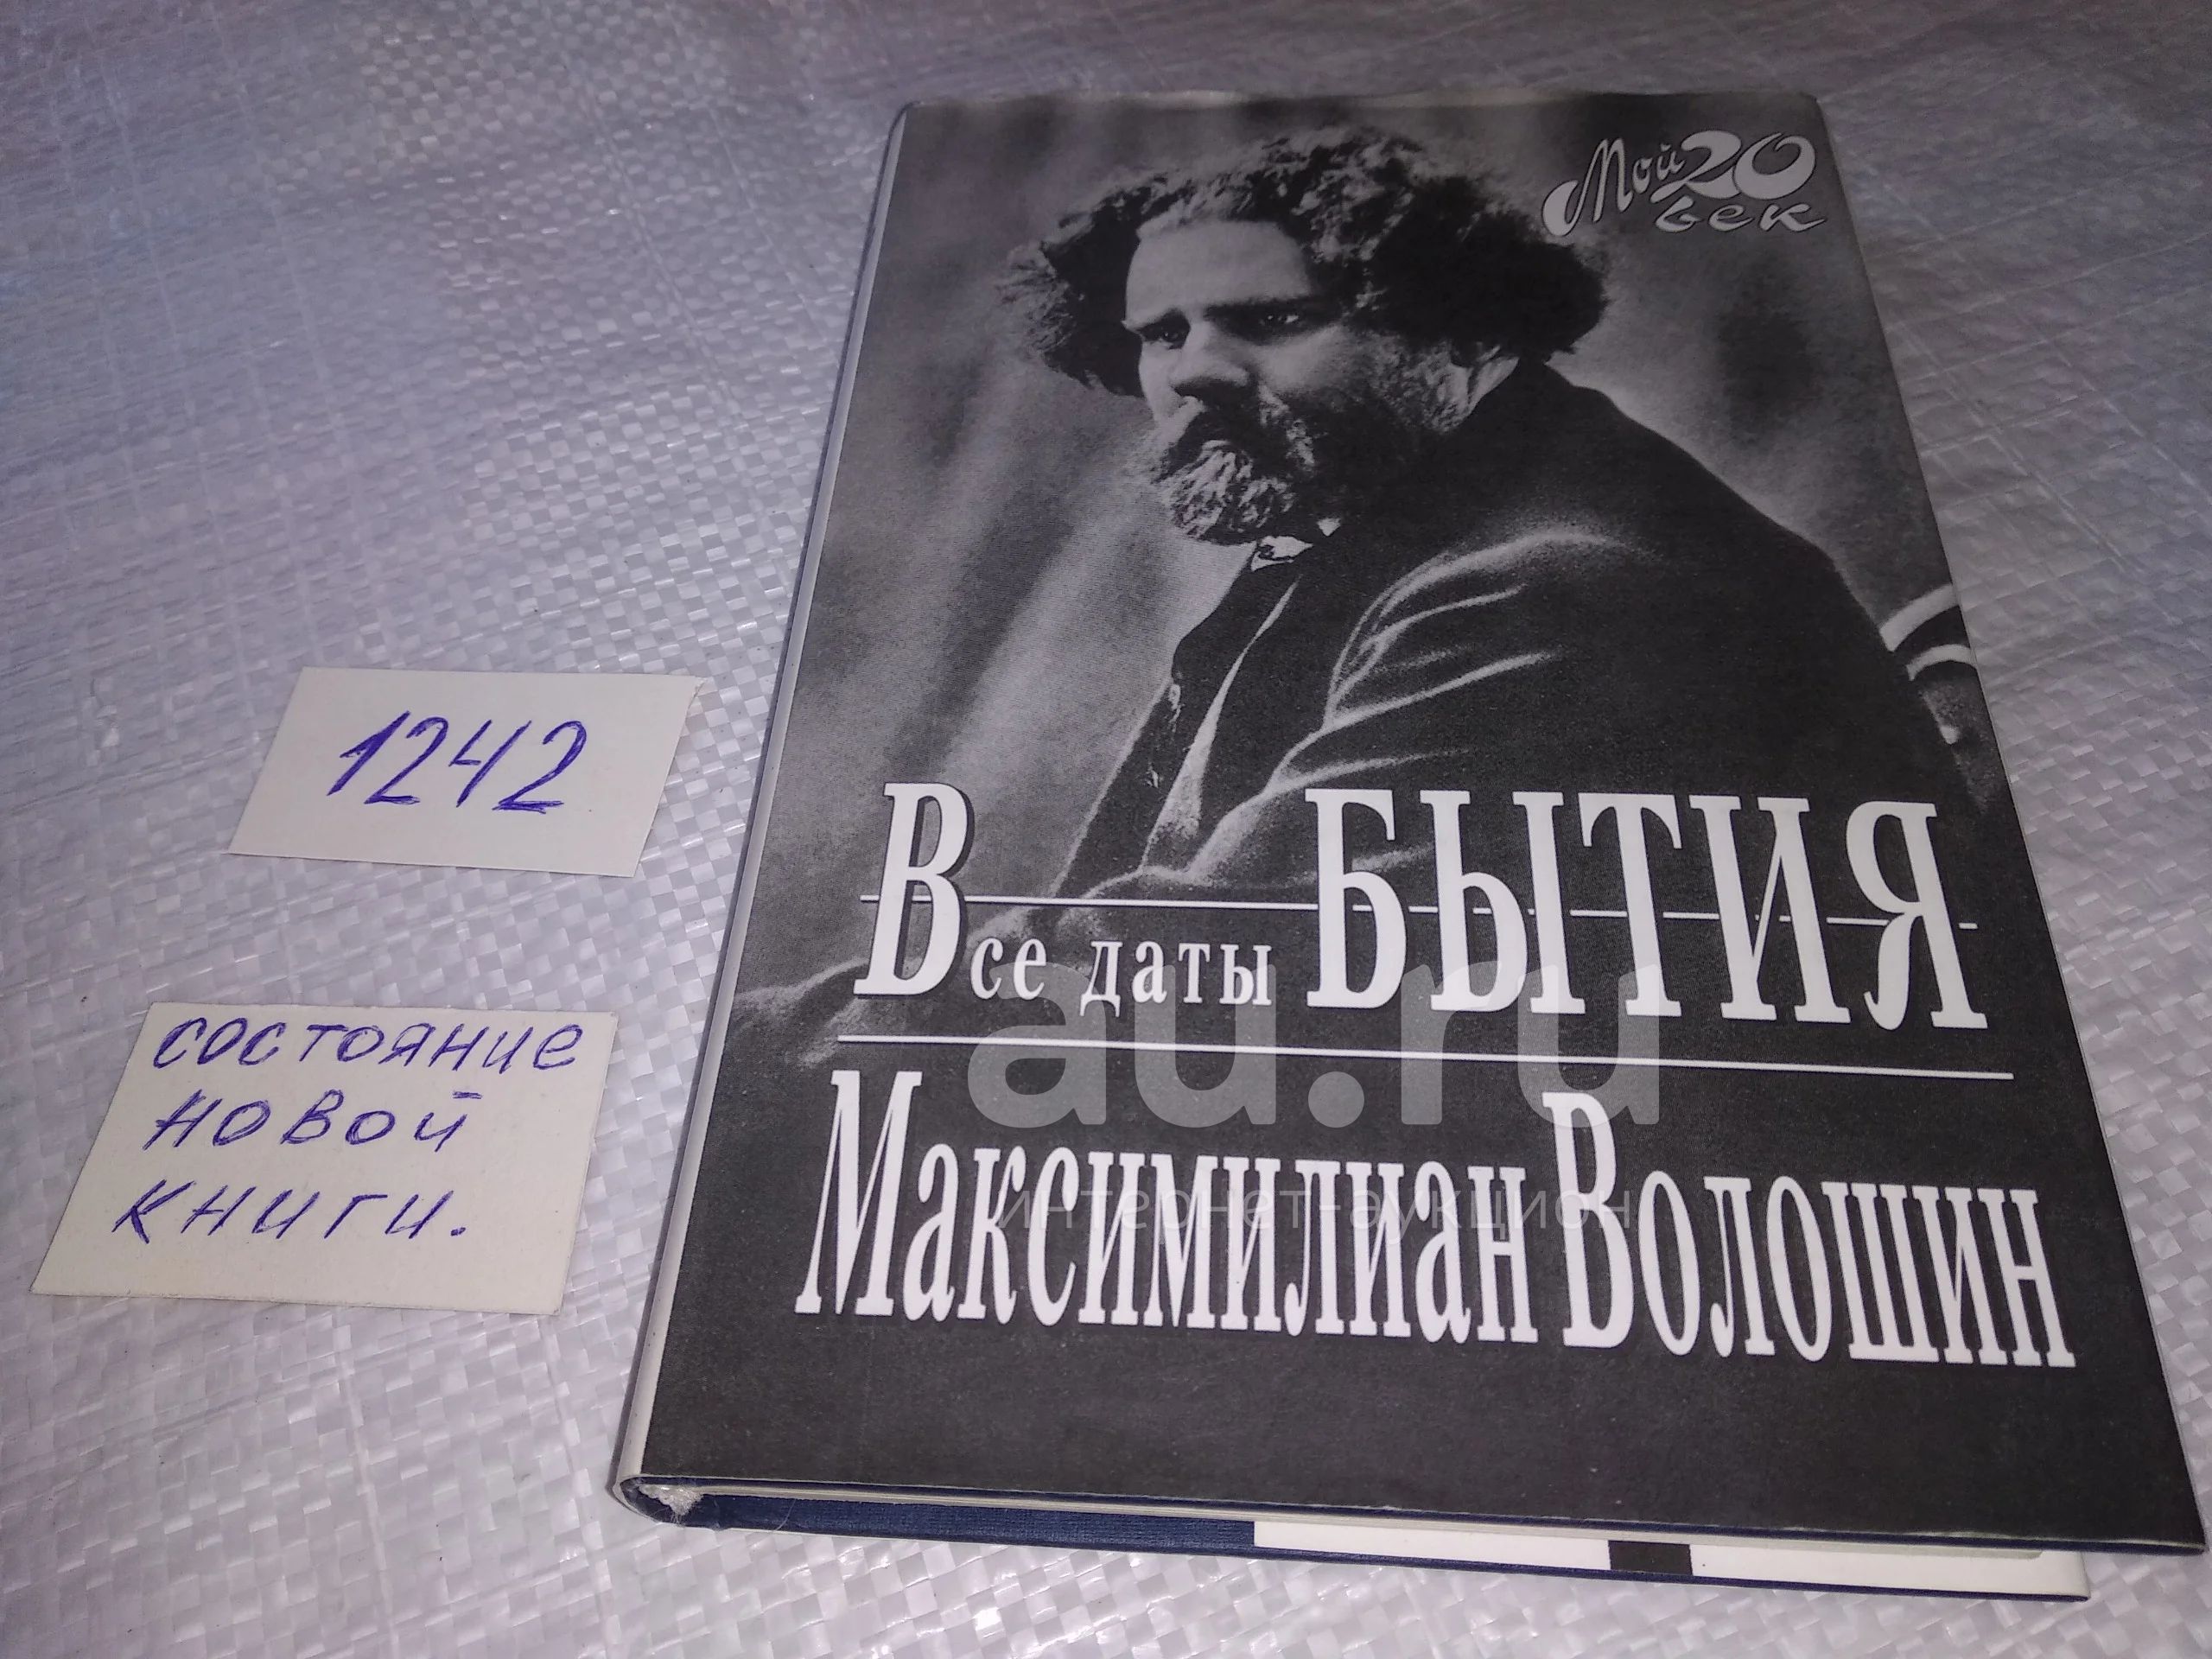 Мой 20
век
1242
состояние
новой
книги.
Все даты БЫТИЯ
au.ru
Максимилиан Волошин
интернет-аукцион